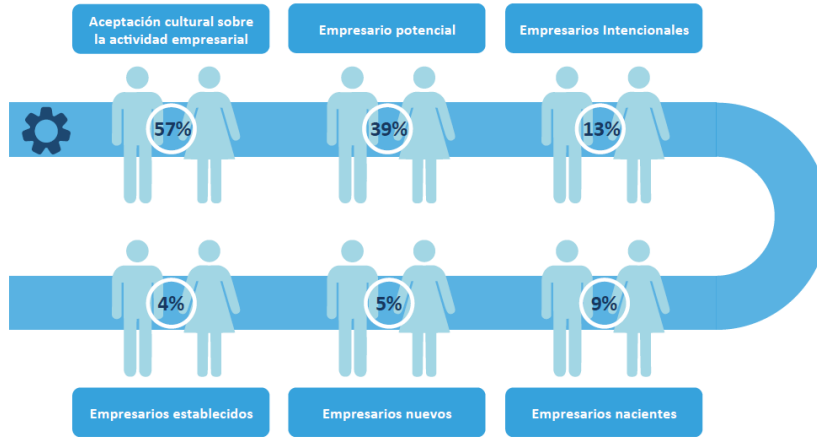 Aceptación cultural sobre
la actividad empresarial
Empresario potencial
Empresarios Intencionales
57%
39%
13%
4%
5%
9%
Empresarios establecidos
Empresarios nuevos
Empresarios nacientes